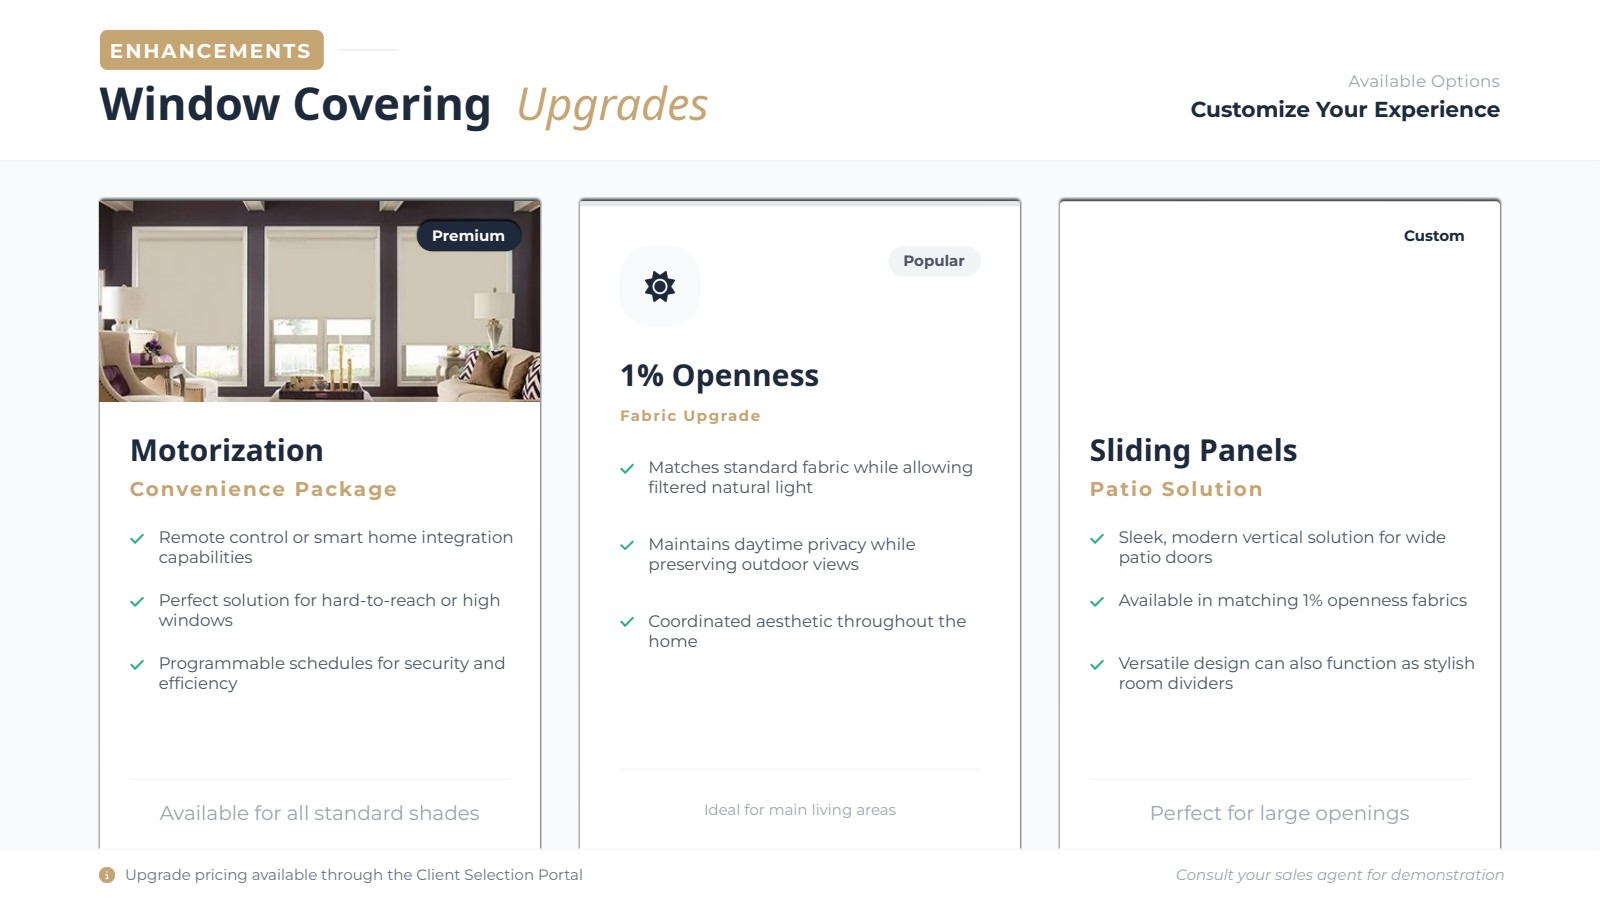 ENHANCEMENTS
Window Covering Upgrades
Available Options
Customize Your Experience
Premium
Motorization
Convenience Package
Remote control or smart home integration
capabilities
Perfect solution for hard-to-reach or high
windows
Programmable schedules for security and
efficiency
Available for all standard shades
Popular
1% Openness
Fabric Upgrade
Matches standard fabric while allowing
filtered natural light
Maintains daytime privacy while
preserving outdoor views
Coordinated aesthetic throughout the
home
Ideal for main living areas
Custom
Sliding Panels
Patio Solution
Sleek, modern vertical solution for wide
patio doors
Available in matching 1% openness fabrics
Versatile design can also function as stylish
room dividers
Perfect for large openings
Upgrade pricing available through the Client Selection Portal
Consult your sales agent for demonstration